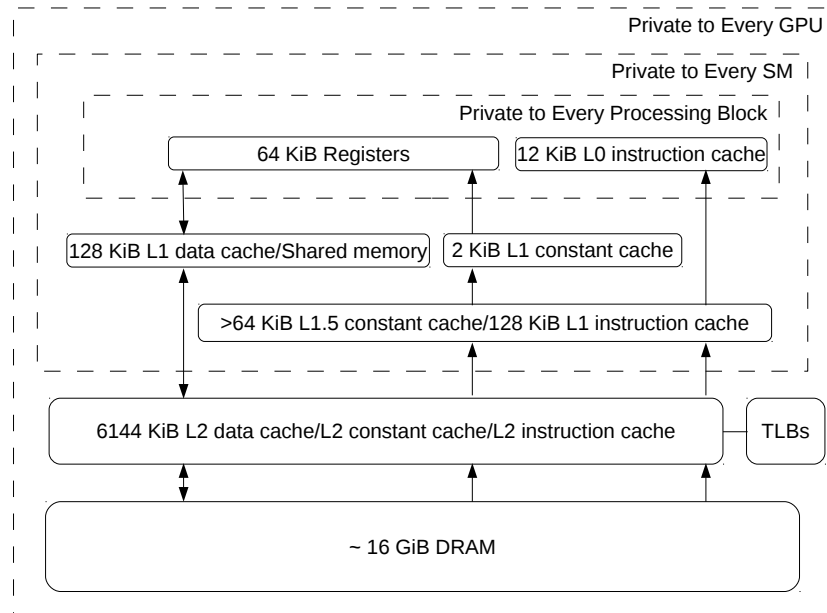 Private to Every GPU
Private to Every SM
Private to Every Processing Block
64 KiB Registers
12 KiB L0 instruction cache
128 KiB L1 data cache/Shared memory
2 KiB L1 constant cache
>64 KiB L1.5 constant cache/128 KiB L1 instruction cache
6144 KiB L2 data cache/L2 constant cache/L2 instruction cache
TLBs
~ 16 GiB DRAM